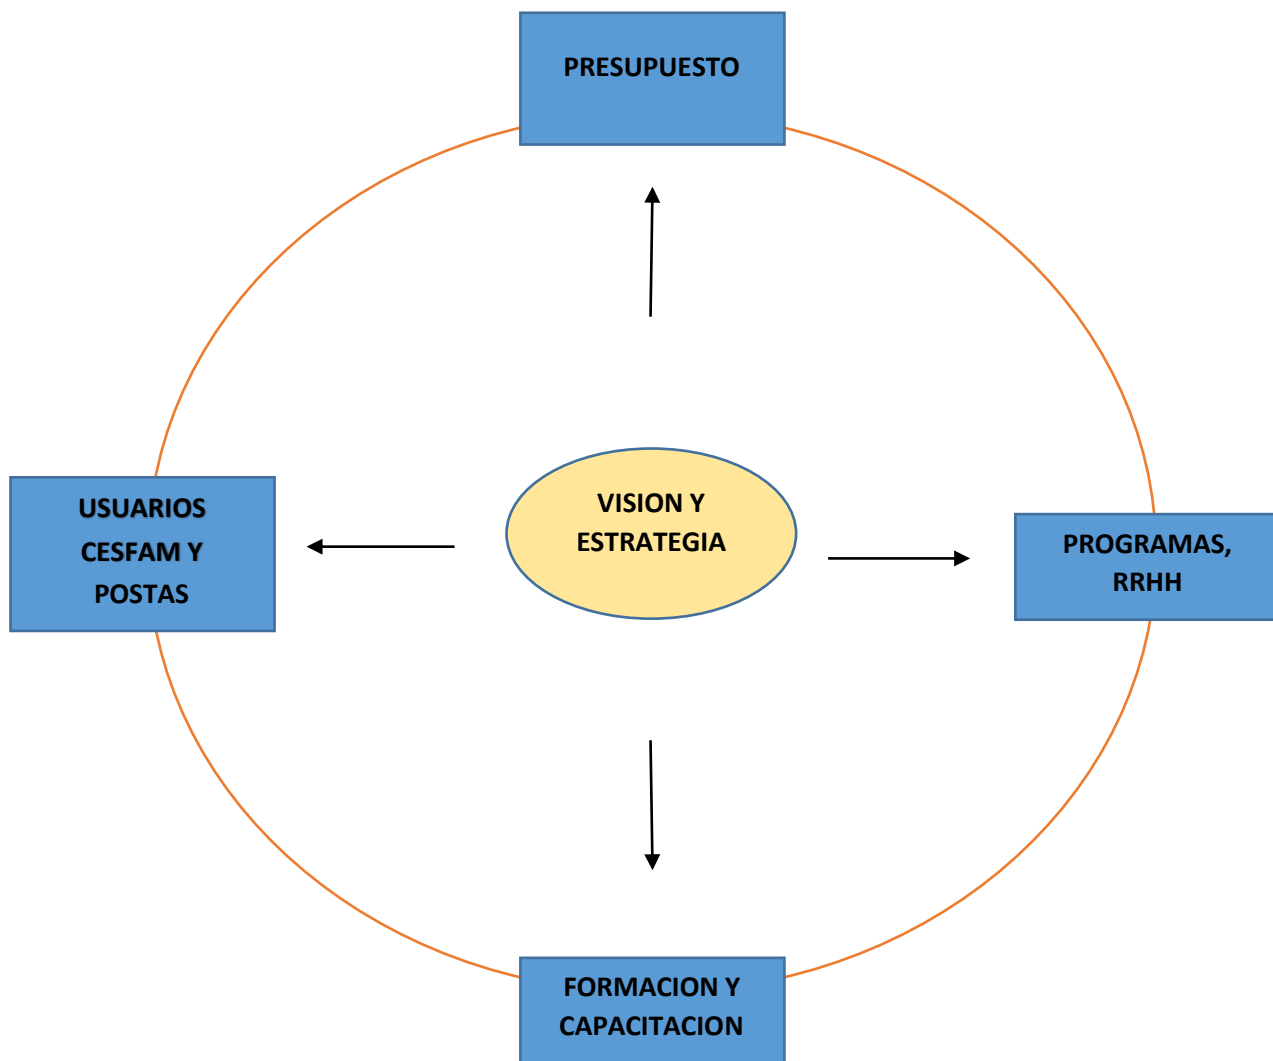 PRESUPUESTO
VISION Y
ESTRATEGIA
USUARIOS
CESFAM Y
POSTAS
PROGRAMAS,
RRHH
FORMACION Y
CAPACITACION